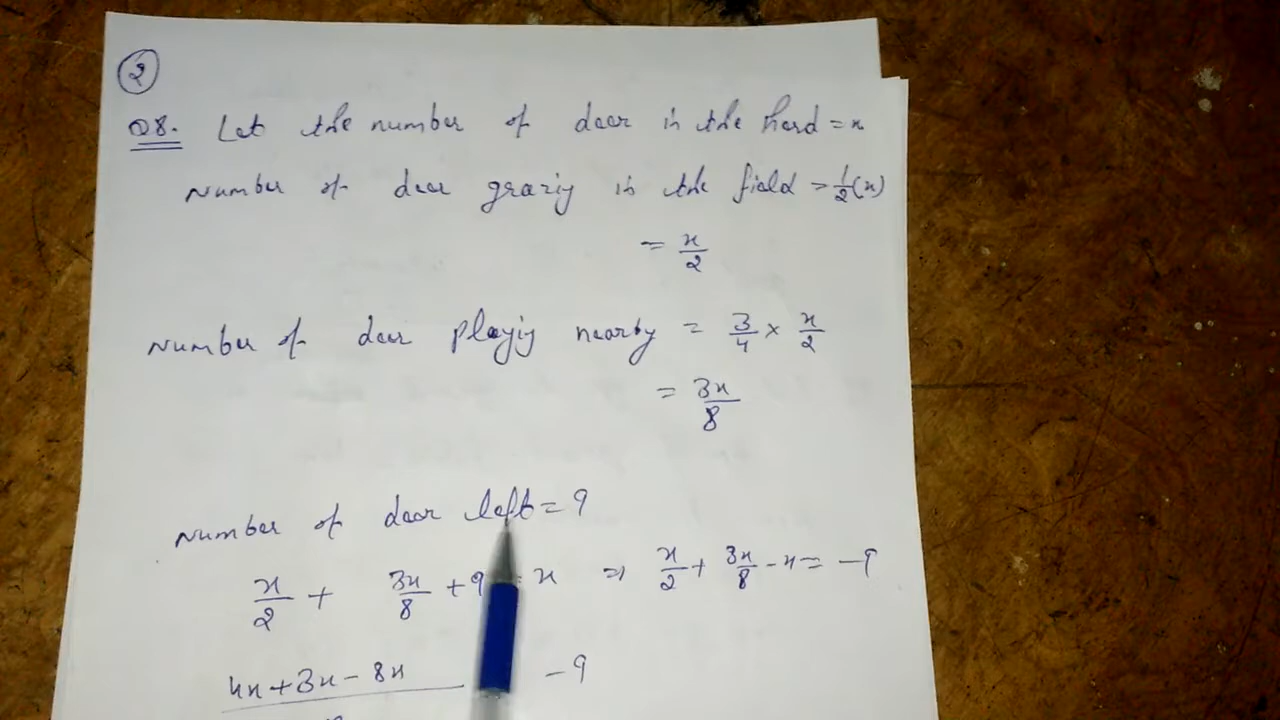 2
Q8. Let the number of deer in the herd = x
Number of deer grazing in the field = 1/2 (x)
= x/2
Number of deer playing nearby = 3/4 × x/2
= 3x/8
Number of deer left = 9
x/2 + 3x/8 + 9 = x ⇒ x/2 + 3x/8 - x = -9
4x + 3x - 8x -9